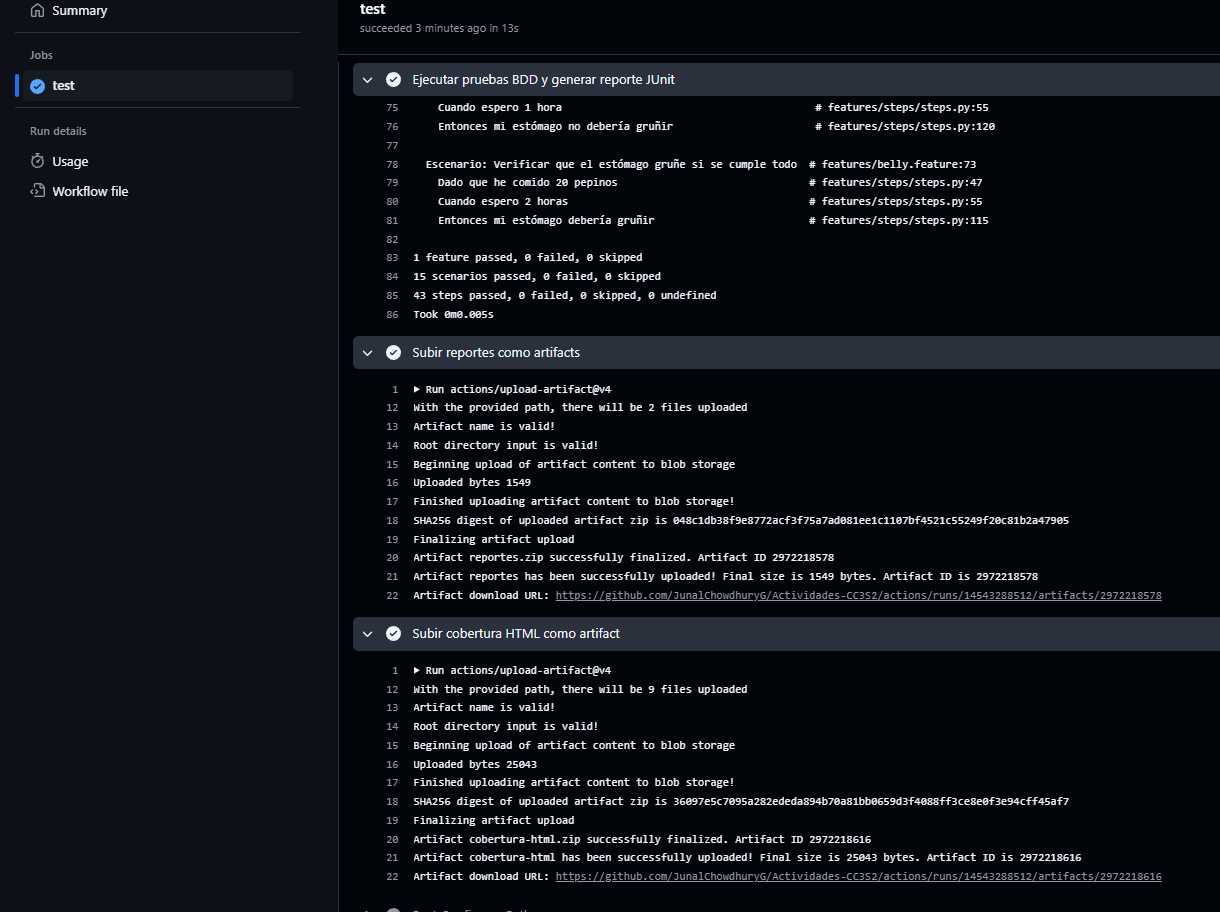 Summary
Jobs
test
Run details
Usage
Workflow file
test
succeeded 3 minutes ago in 13s
Ejecutar pruebas BDD y generar reporte JUnit
75 Cuando espero 1 hora # features/steps/steps.py:55
76 Entonces mi estómago no debería gruñir # features/steps/steps.py:120
77
78 Escenario: Verificar que el estómago gruñe si se cumple todo # features/belly.feature:73
79 Dado que he comido 20 pepinos # features/steps/steps.py:47
80 Cuando espero 2 horas # features/steps/steps.py:55
81 Entonces mi estómago debería gruñir # features/steps/steps.py:115
82
83 1 feature passed, 0 failed, 0 skipped
84 15 scenarios passed, 0 failed, 0 skipped
85 43 steps passed, 0 failed, 0 skipped, 0 undefined
86 Took 0m0.005s
Subir reportes como artifacts
1 Run actions/upload-artifact@v4
12 With the provided path, there will be 2 files uploaded
13 Artifact name is valid!
14 Root directory input is valid!
15 Beginning upload of artifact content to blob storage
16 Uploaded bytes 1549
17 Finished uploading artifact content to blob storage!
18 SHA256 digest of uploaded artifact zip is 048c1db38f9e8772acf3f75a7ad081ee1c1107bf4521c55249f20c81b2a47905
19 Finalizing artifact upload
20 Artifact reportes.zip successfully finalized. Artifact ID 2972218578
21 Artifact reportes has been successfully uploaded! Final size is 1549 bytes. Artifact ID is 2972218578
22 Artifact download URL: https://github.com/JunalChowdhuryG/Actividades-CC3S2/actions/runs/14543288512/artifacts/2972218578
Subir cobertura HTML como artifact
1 Run actions/upload-artifact@v4
12 With the provided path, there will be 9 files uploaded
13 Artifact name is valid!
14 Root directory input is valid!
15 Beginning upload of artifact content to blob storage
16 Uploaded bytes 25043
17 Finished uploading artifact content to blob storage!
18 SHA256 digest of uploaded artifact zip is 36097e5c7095a282ededa894b70a81bb0659d3f4088ff3ce8e0f3e94cff45af7
19 Finalizing artifact upload
20 Artifact cobertura-html.zip successfully finalized. Artifact ID 2972218616
21 Artifact cobertura-html has been successfully uploaded! Final size is 25043 bytes. Artifact ID is 2972218616
22 Artifact download URL: https://github.com/JunalChowdhuryG/Actividades-CC3S2/actions/runs/14543288512/artifacts/2972218616